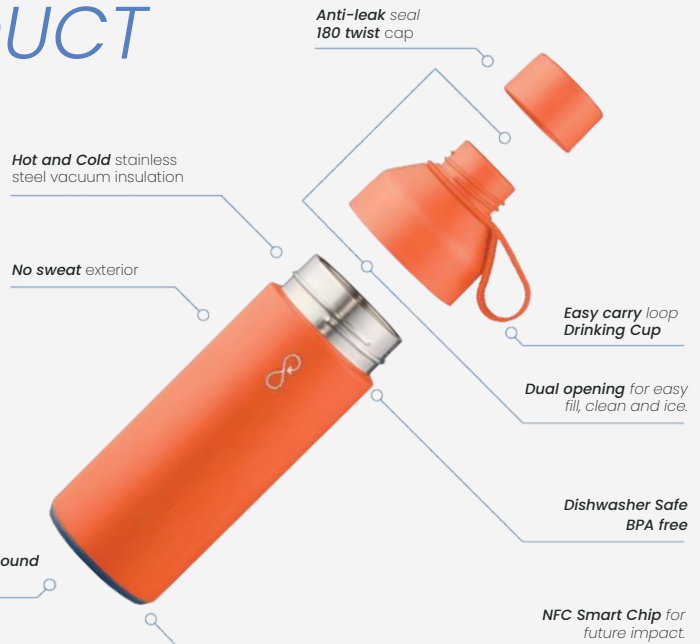 DUCT
Anti-leak seal
180 twist cap
Hot and Cold stainless
steel vacuum insulation
No sweat exterior
Easy carry loop
Drinking Cup
Dual opening for easy
fill, clean and ice.
Dishwasher Safe
BPA free
ound
NFC Smart Chip for
future impact.